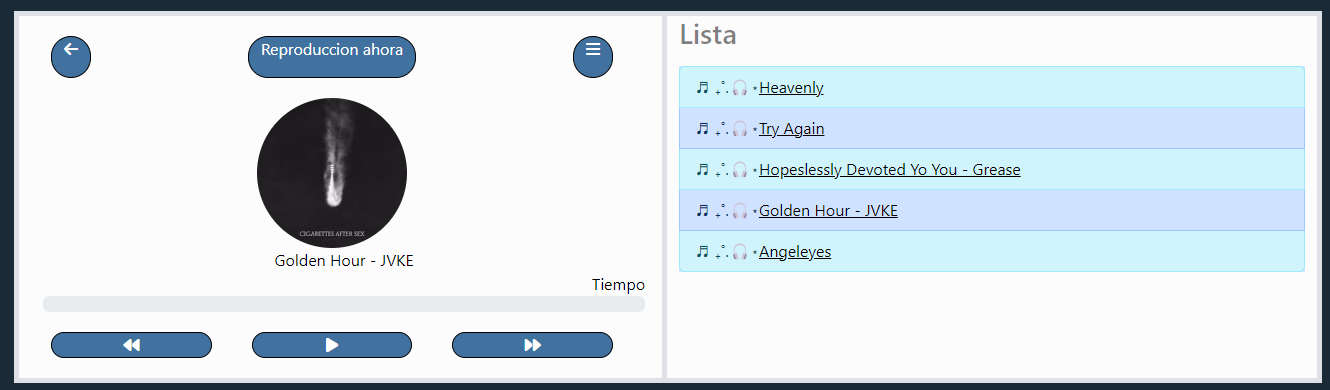 Reproduccion ahora
CIGARETTES AFTER SEX
Golden Hour - JVKE
Tiempo
Lista
♬ ₊˚.🎧 ⋆Heavenly
♬ ₊˚.🎧 ⋆Try Again
♬ ₊˚.🎧 ⋆Hopeslessly Devoted Yo You - Grease
♬ ₊˚.🎧 ⋆Golden Hour - JVKE
♬ ₊˚.🎧 ⋆Angeleyes